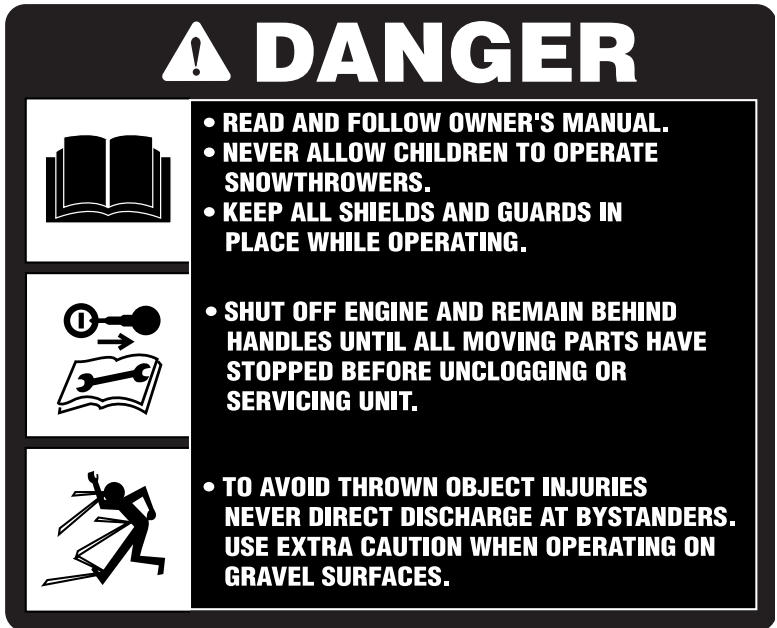 DANGER
• READ AND FOLLOW OWNER'S MANUAL.
• NEVER ALLOW CHILDREN TO OPERATE
SNOWTHROWERS.
• KEEP ALL SHIELDS AND GUARDS IN
PLACE WHILE OPERATING.
• SHUT OFF ENGINE AND REMAIN BEHIND
HANDLES UNTIL ALL MOVING PARTS HAVE
STOPPED BEFORE UNCLOGGING OR
SERVICING UNIT.
• TO AVOID THROWN OBJECT INJURIES
NEVER DIRECT DISCHARGE AT BYSTANDERS.
USE EXTRA CAUTION WHEN OPERATING ON
GRAVEL SURFACES.